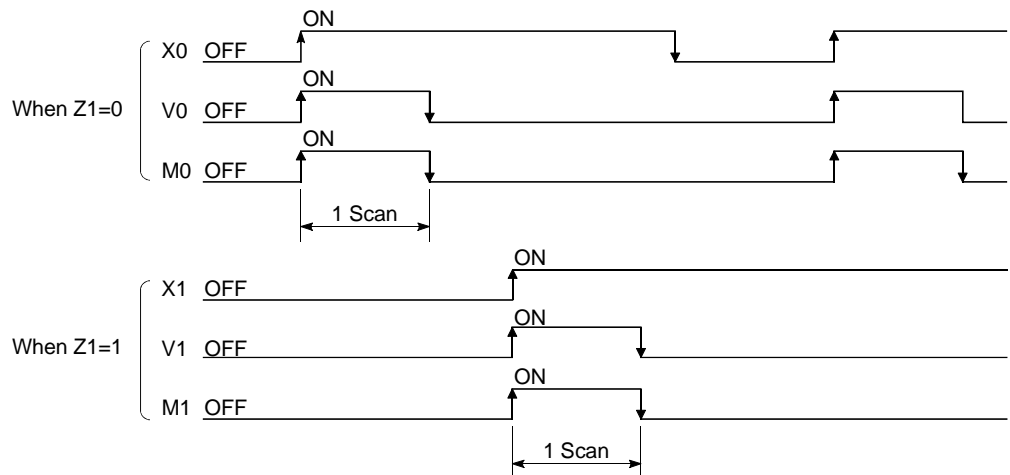 ON
X0 OFF
ON
When Z1=0
V0 OFF
ON
M0 OFF
1 Scan
ON
X1 OFF
ON
When Z1=1
V1 OFF
ON
M1 OFF
1 Scan